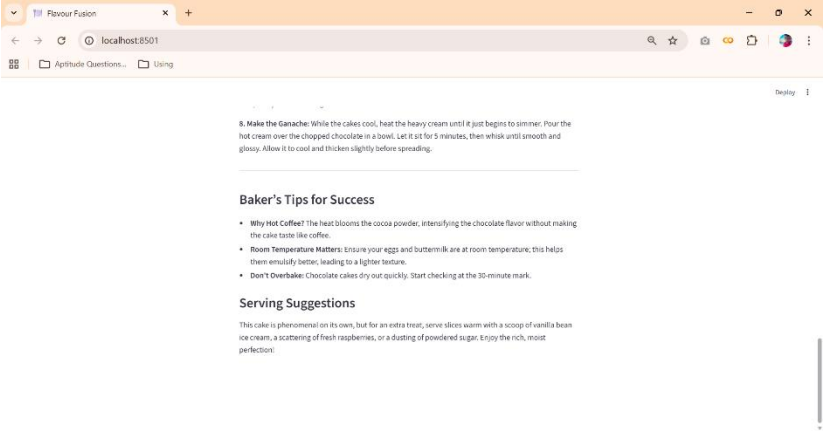 Flavour Fusion
localhost:8501
Aptitude Questions...
Using
Deploy
8. Make the Ganache: While the cakes cool, heat the heavy cream until it just begins to simmer. Pour the
hot cream over the chopped chocolate in a bowl. Let it sit for 5 minutes, then whisk until smooth and
glossy. Allow it to cool and thicken slightly before spreading.
Baker's Tips for Success
• Why Hot Coffee? The heat blooms the cocoa powder, intensifying the chocolate flavor without making
the cake taste like coffee.
• Room Temperature Matters: Ensure your eggs and buttermilk are at room temperature; this helps
them emulsify better, leading to a lighter texture.
• Don't Overbake: Chocolate cakes dry out quickly. Start checking at the 30-minute mark.
Serving Suggestions
This cake is phenomenal on its own, but for an extra treat, serve slices warm with a scoop of vanilla bean
ice cream, a scattering of fresh raspberries, or a dusting of powdered sugar. Enjoy the rich, moist
perfection!